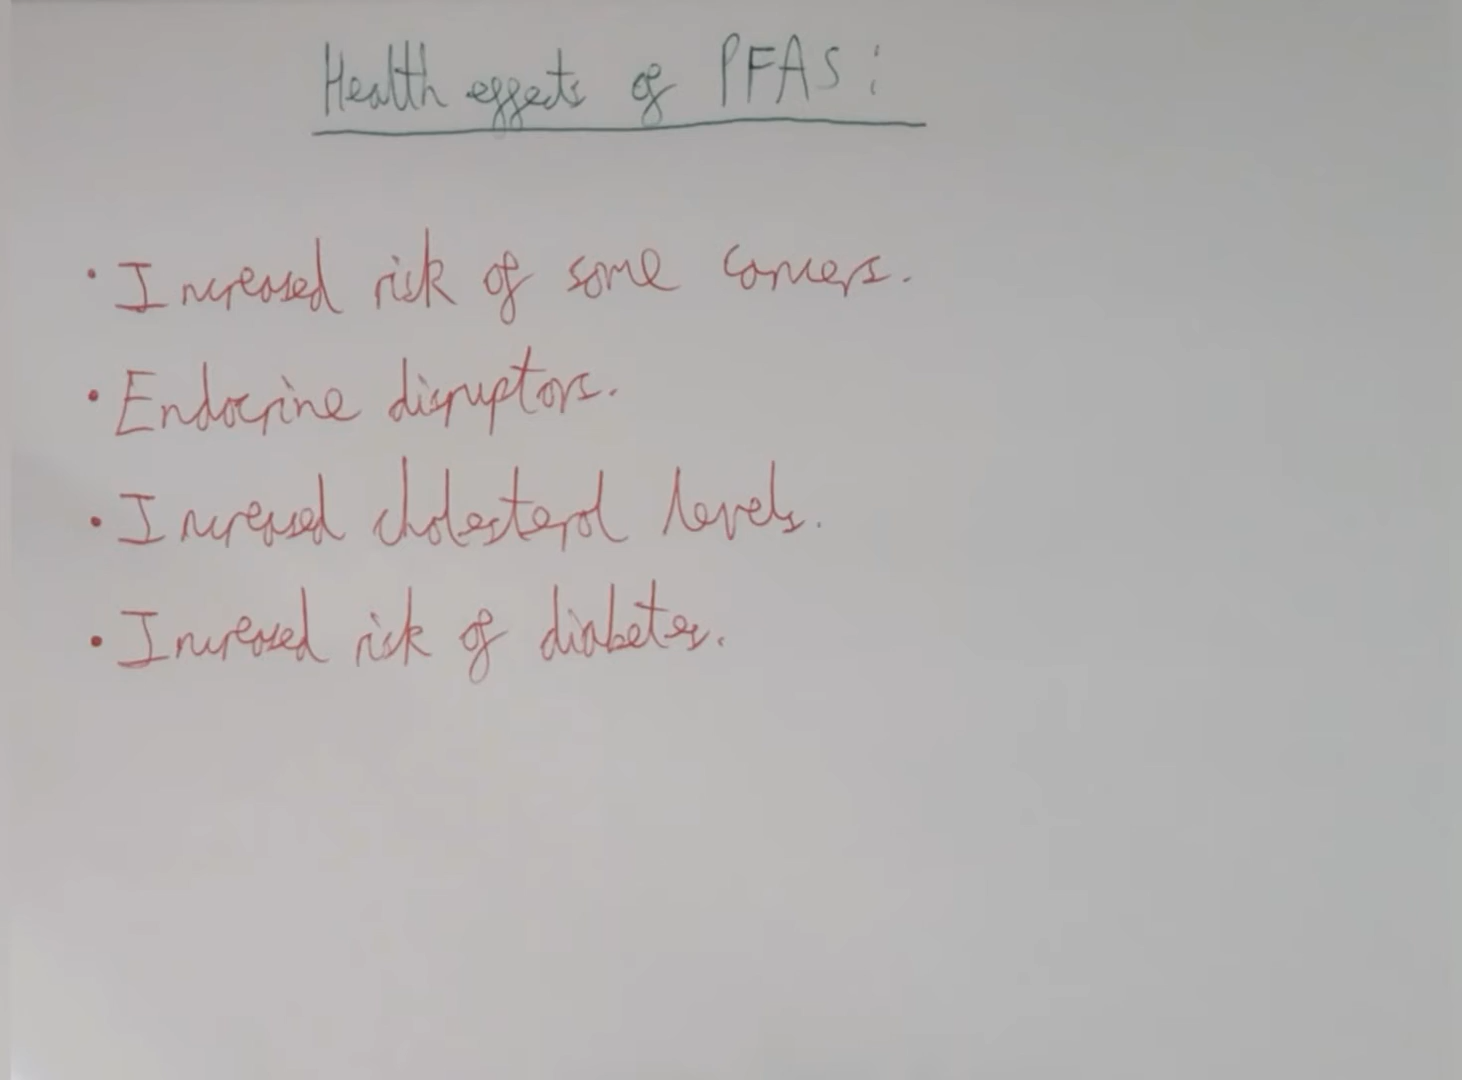 Health effects of PFAS:
• Increased risk of some cancers.
• Endocrine disruptors.
• Increased cholesterol levels.
• Increased risk of diabetes.